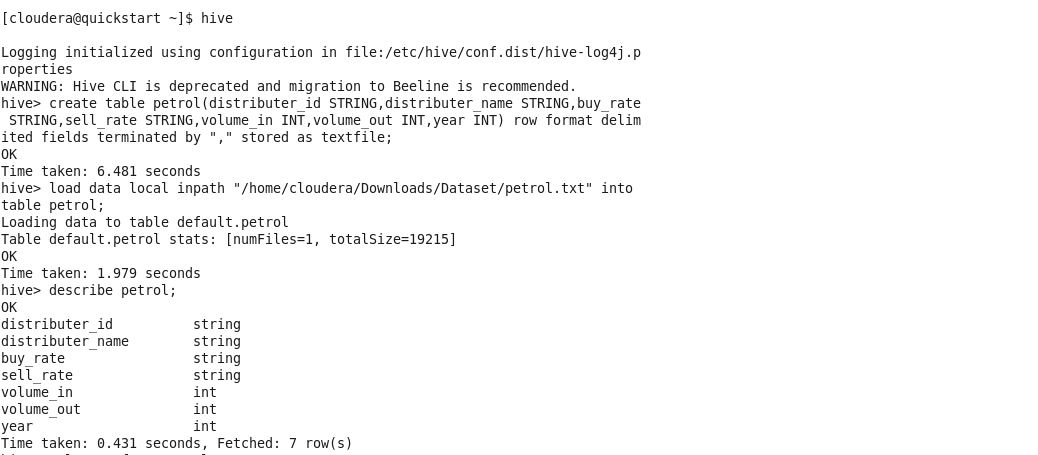 [cloudera@quickstart ~]$ hive
Logging initialized using configuration in file:/etc/hive/conf.dist/hive-log4j.p
roperties
WARNING: Hive CLI is deprecated and migration to Beeline is recommended.
hive> create table petrol(distributer_id STRING,distributer_name STRING,buy_rate
 STRING,sell_rate STRING,volume_in INT,volume_out INT,year INT) row format delim
ited fields terminated by "," stored as textfile;
OK
Time taken: 6.481 seconds
hive> load data local inpath "/home/cloudera/Downloads/Dataset/petrol.txt" into
table petrol;
Loading data to table default.petrol
Table default.petrol stats: [numFiles=1, totalSize=19215]
OK
Time taken: 1.979 seconds
hive> describe petrol;
OK
distributer_id          string
distributer_name        string
buy_rate                string
sell_rate               string
volume_in               int
volume_out              int
year                    int
Time taken: 0.431 seconds, Fetched: 7 row(s)